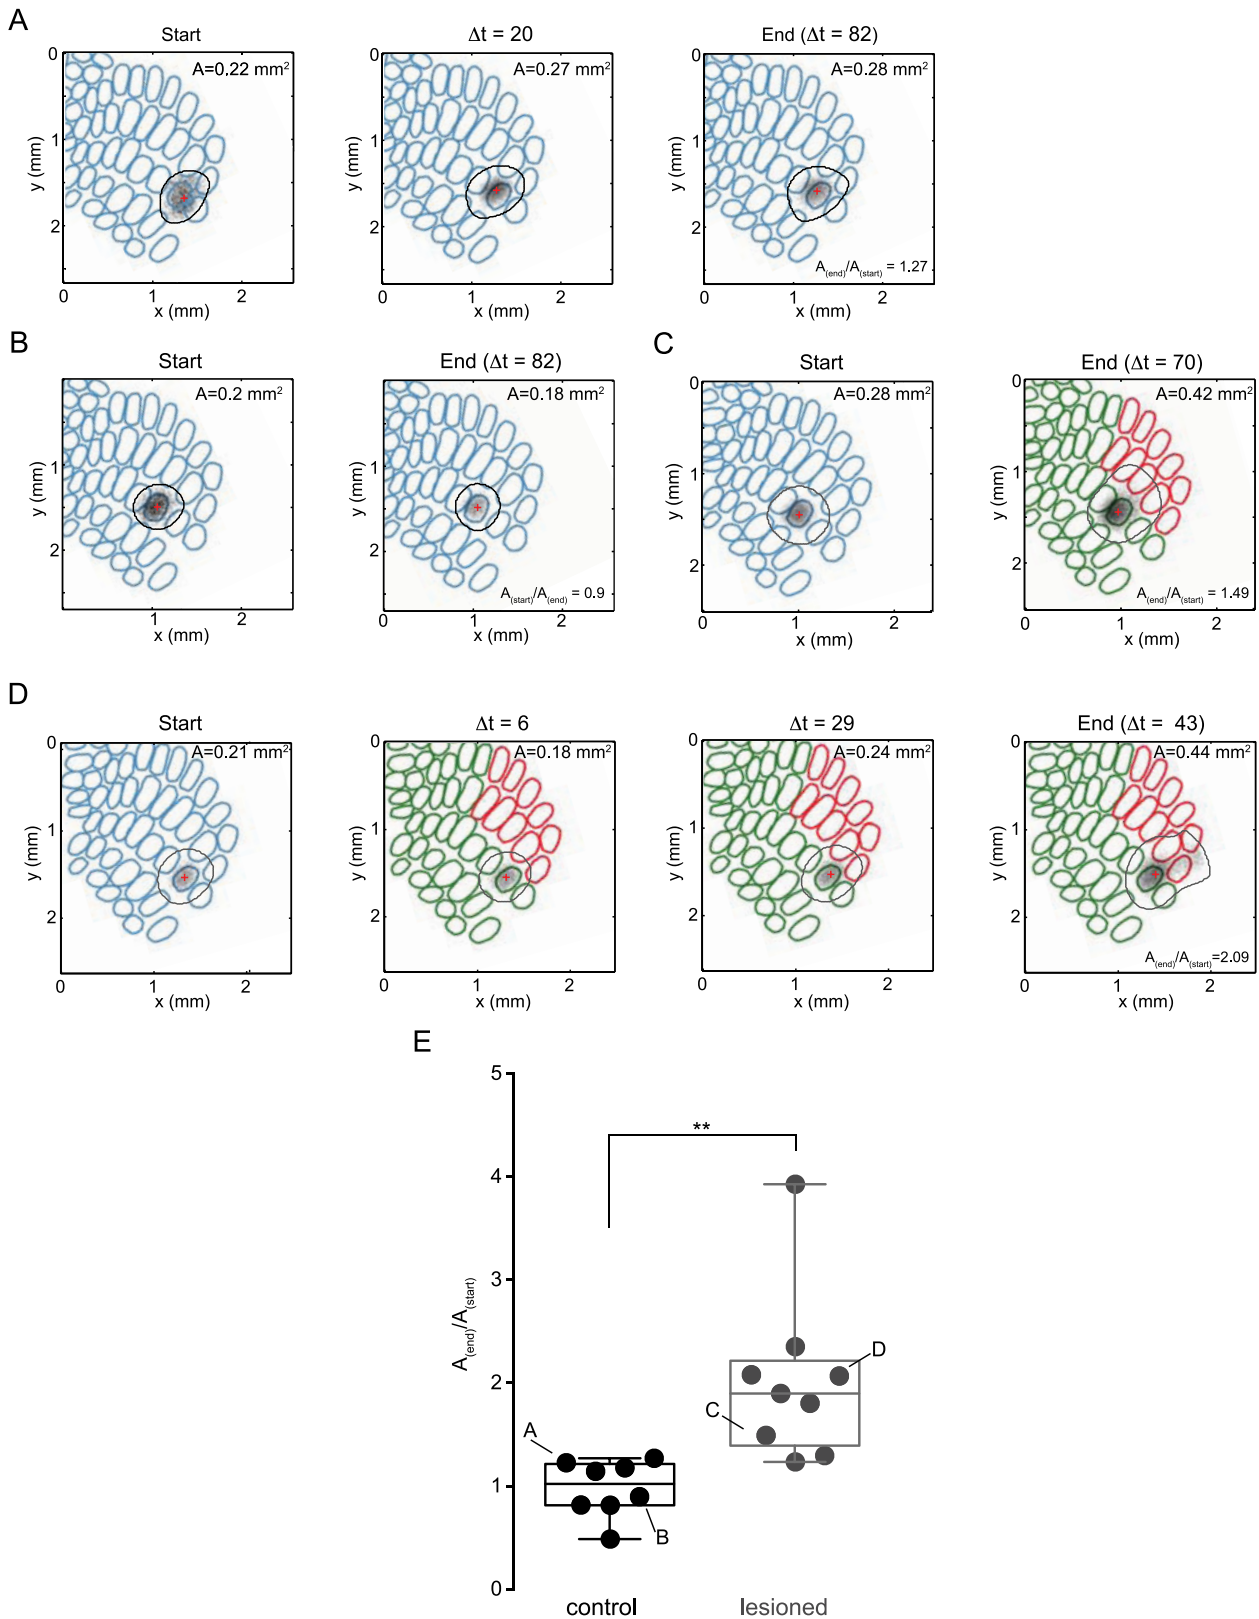 A
Start
Δt = 20
End (Δt = 82)
A=0.22 mm²
A=0.27 mm²
A=0.28 mm²
y (mm)
0
1
2
0
1
2
0
1
2
A(end)/A(start) = 1.27
0 1 2
0 1 2
0 1 2
x (mm)
x (mm)
x (mm)
B
Start
End (Δt = 82)
A=0.2 mm²
A=0.18 mm²
y (mm)
y (mm)
0
1
2
0
1
2
A(start)/A(end) = 0.9
0 1 2
0 1 2
x (mm)
x (mm)
C
Start
End (Δt = 70)
A=0.28 mm²
A=0.42 mm²
y (mm)
y (mm)
0
1
2
0
1
2
A(end)/A(start) = 1.49
0 1 2
0 1 2
x (mm)
x (mm)
D
Start
Δt = 6
Δt = 29
End (Δt = 43)
A=0.21 mm²
A=0.18 mm²
A=0.24 mm²
A=0.44 mm²
y (mm)
y (mm)
y (mm)
y (mm)
0
1
2
0
1
2
0
1
2
0
1
2
A(end)/A(start)=2.09
0 1 2
0 1 2
0 1 2
0 1 2
x (mm)
x (mm)
x (mm)
x (mm)
E
A(end)/A(start)
5
4
3
2
1
0
**
A
B
C
D
control
lesioned